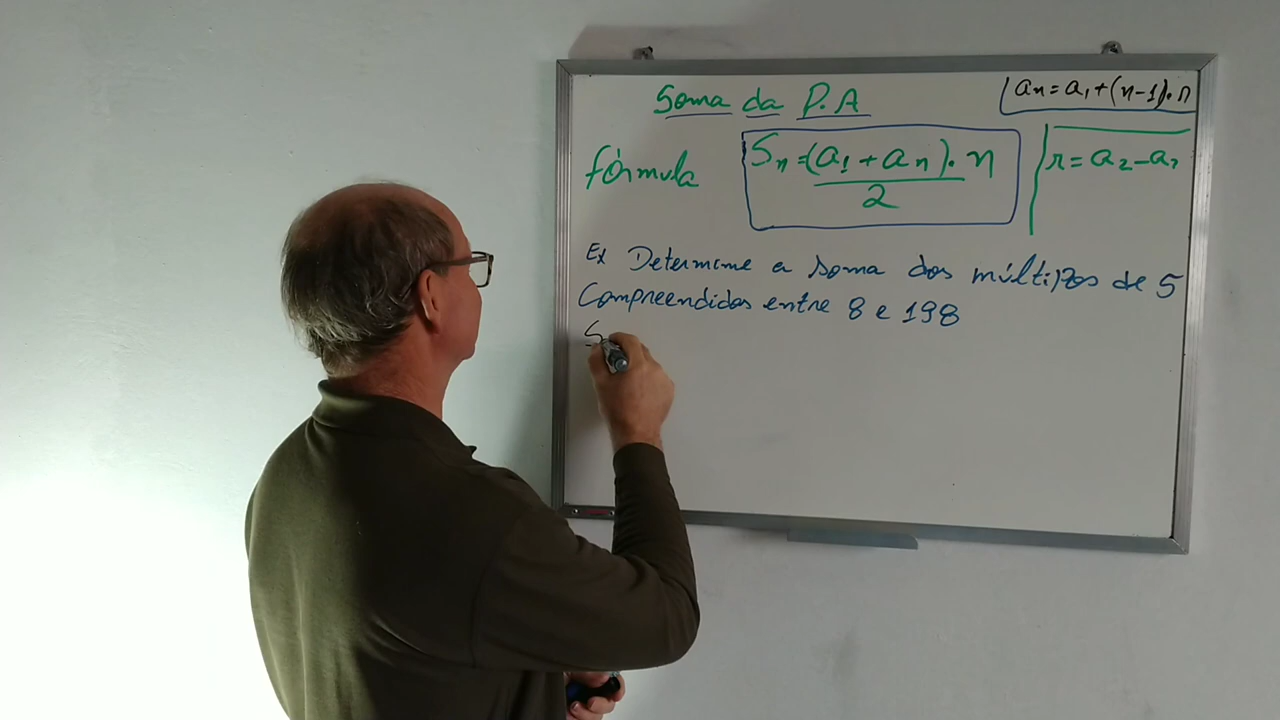 Soma da P.A
an = a1 + (n-1).r
fórmula Sn = (a1 + an).n
2
r = a2 - a1
Ex Determine a soma dos múltiplos de 5
Compreendidos entre 8 e 198
S